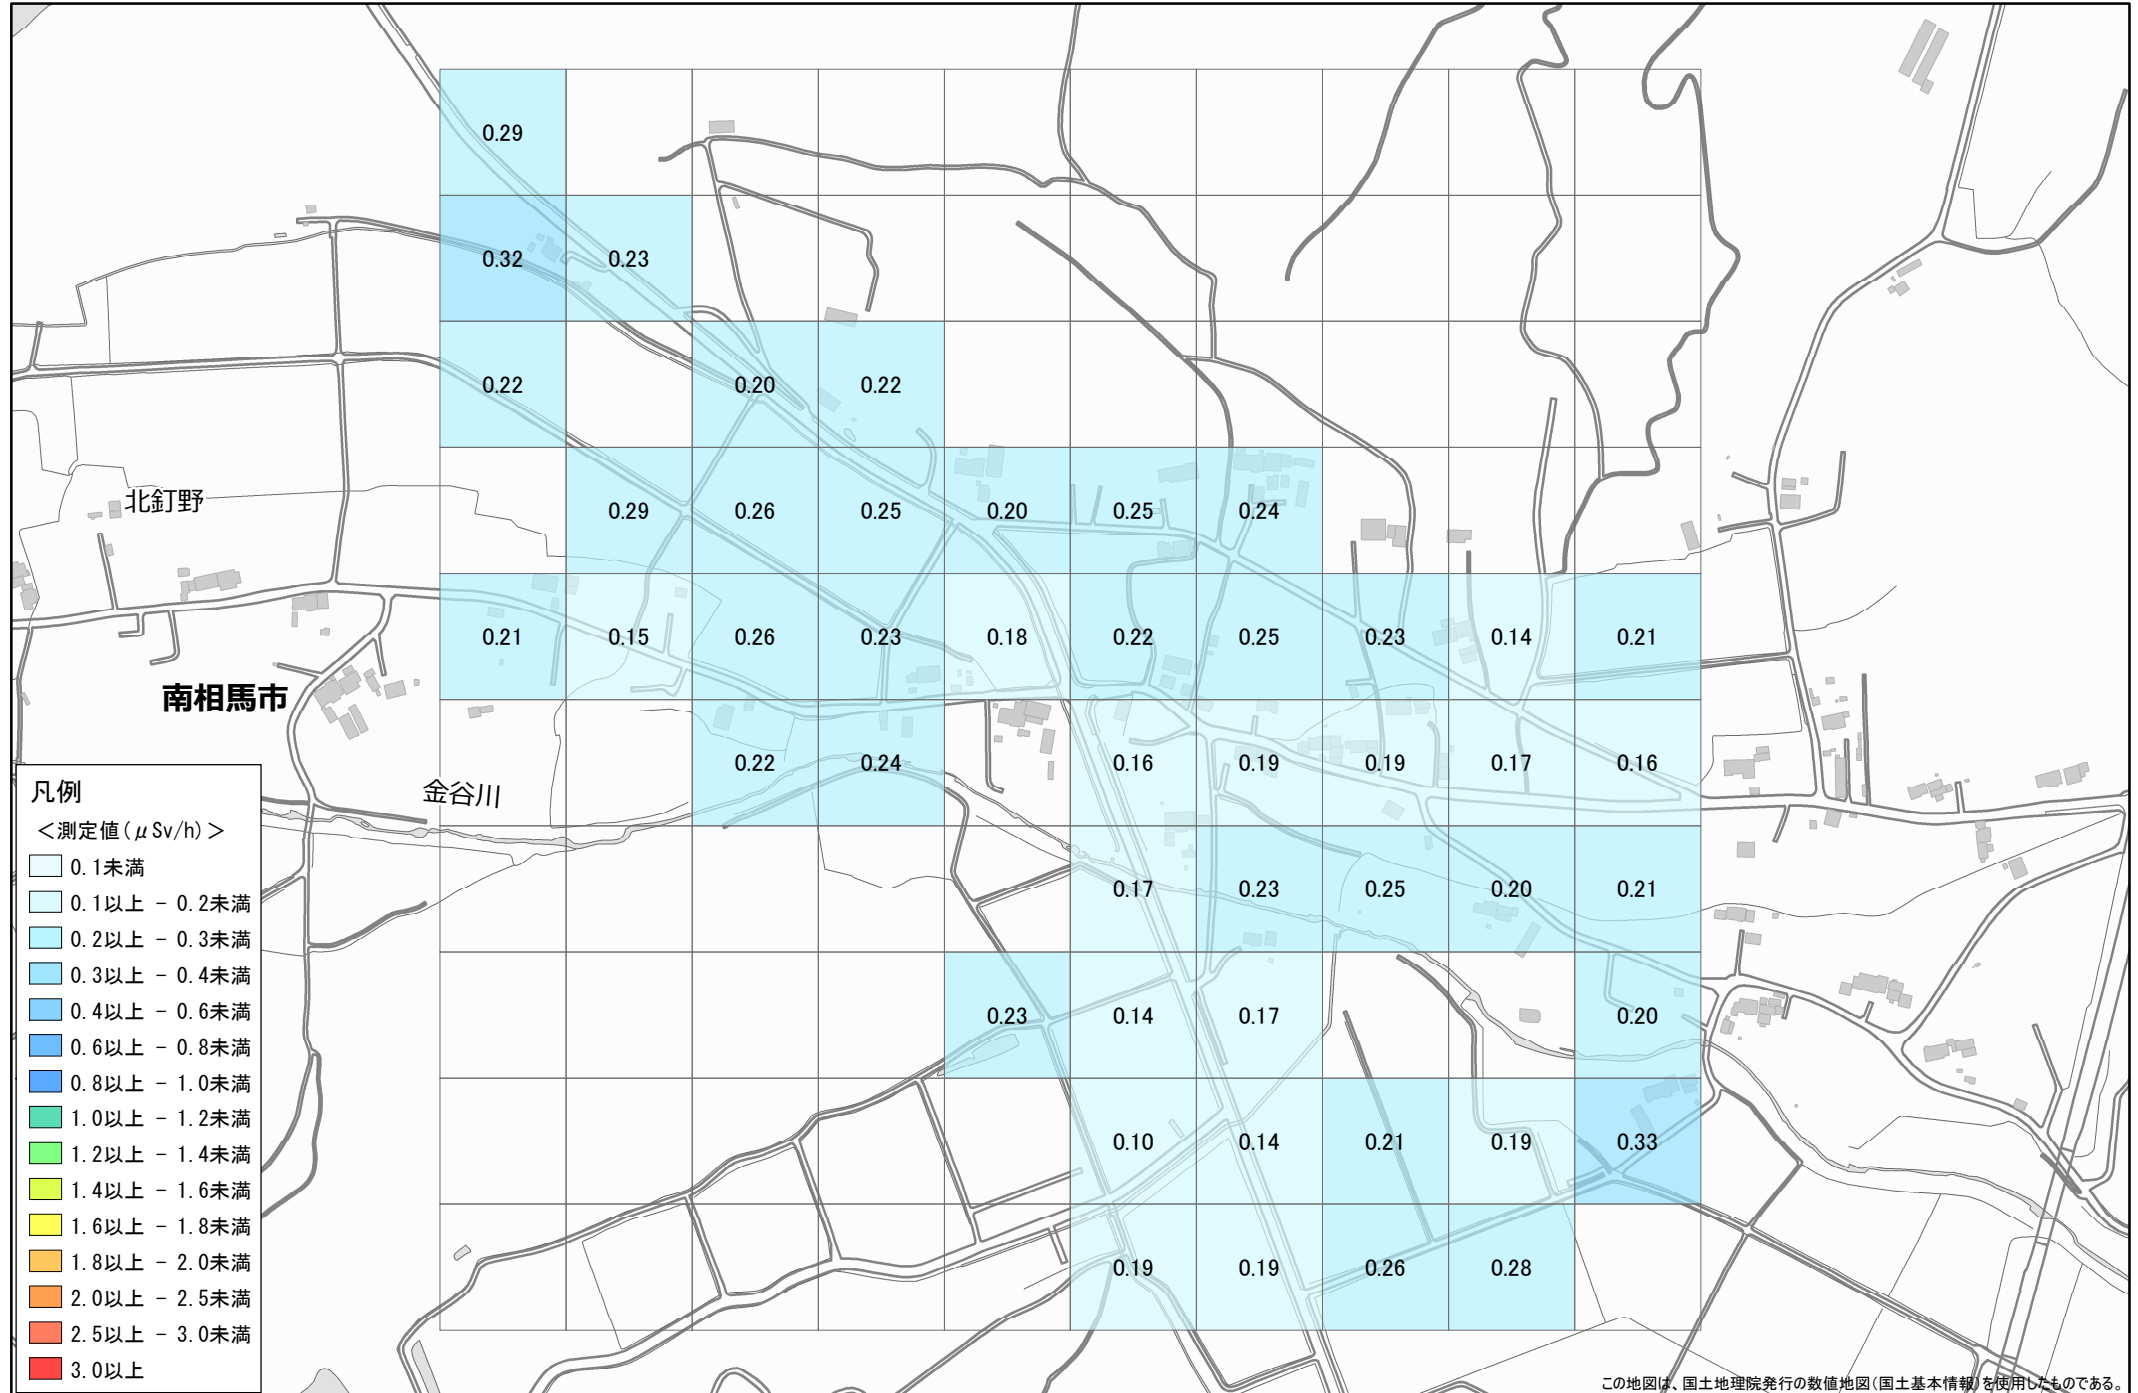 0.29
0.32 0.23
0.22 0.20 0.22
0.29 0.26 0.25 0.20 0.25 0.24
北釘野
0.21 0.15 0.26 0.23 0.18 0.22 0.25 0.23 0.14 0.21
南相馬市
0.22 0.24 0.16 0.19 0.19 0.17 0.16
金谷川
0.17 0.23 0.25 0.20 0.21
0.23 0.14 0.17 0.20
0.10 0.14 0.21 0.19 0.33
0.19 0.19 0.26 0.28
凡例
＜測定値(μSv/h)＞
0.1未満
0.1以上 - 0.2未満
0.2以上 - 0.3未満
0.3以上 - 0.4未満
0.4以上 - 0.6未満
0.6以上 - 0.8未満
0.8以上 - 1.0未満
1.0以上 - 1.2未満
1.2以上 - 1.4未満
1.4以上 - 1.6未満
1.6以上 - 1.8未満
1.8以上 - 2.0未満
2.0以上 - 2.5未満
2.5以上 - 3.0未満
3.0以上
この地図は、国土地理院発行の数値地図(国土基本情報)を使用したものである。